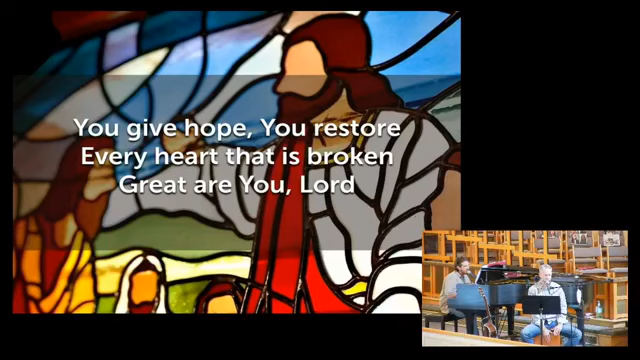 You give hope, You restore
Every heart that is broken
Great are You, Lord